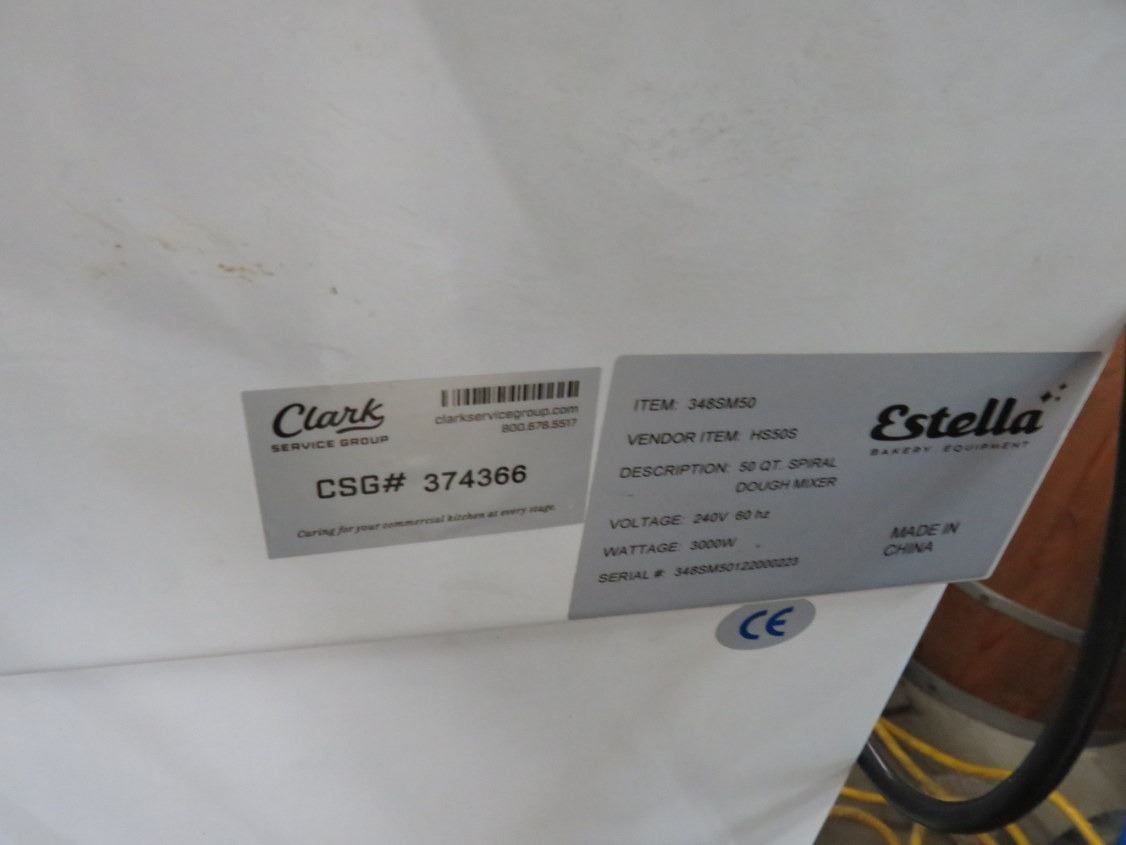 Clark
SERVICE GROUP
clarkservicegroup.com
800.678.5517
CSG# 374366
Caring for your commercial kitchen at every stage.
ITEM: 348SM50
VENDOR ITEM: HS50S
DESCRIPTION: 50 QT. SPIRAL
DOUGH MIXER
VOLTAGE: 240V 60 hz
WATTAGE: 3000W
SERIAL #: 348SM50122000223
Estella
BAKERY EQUIPMENT
MADE IN
CHINA
CE